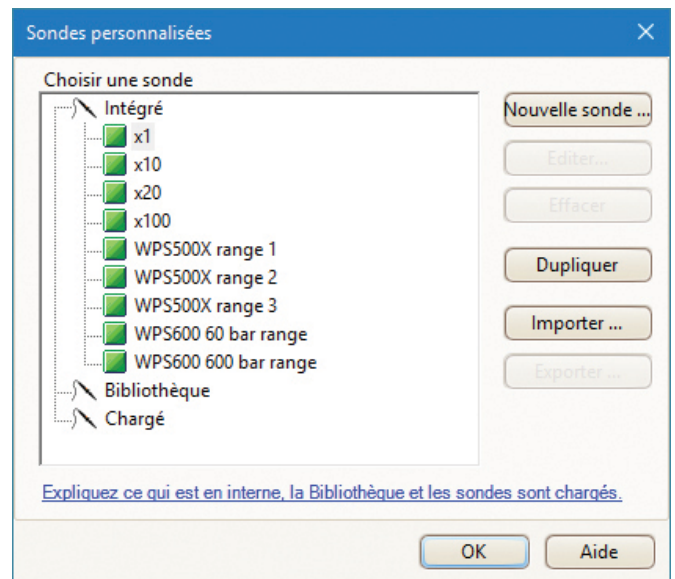 Sondes personnalisées
Choisir une sonde
Intégré
x1
x10
x20
x100
WPS500X range 1
WPS500X range 2
WPS500X range 3
WPS600 60 bar range
WPS600 600 bar range
Bibliothèque
Chargé
Nouvelle sonde ...
Editer...
Effacer
Dupliquer
Importer ...
Exporter ...
Expliquez ce qui est en interne, la Bibliothèque et les sondes sont chargés.
OK
Aide